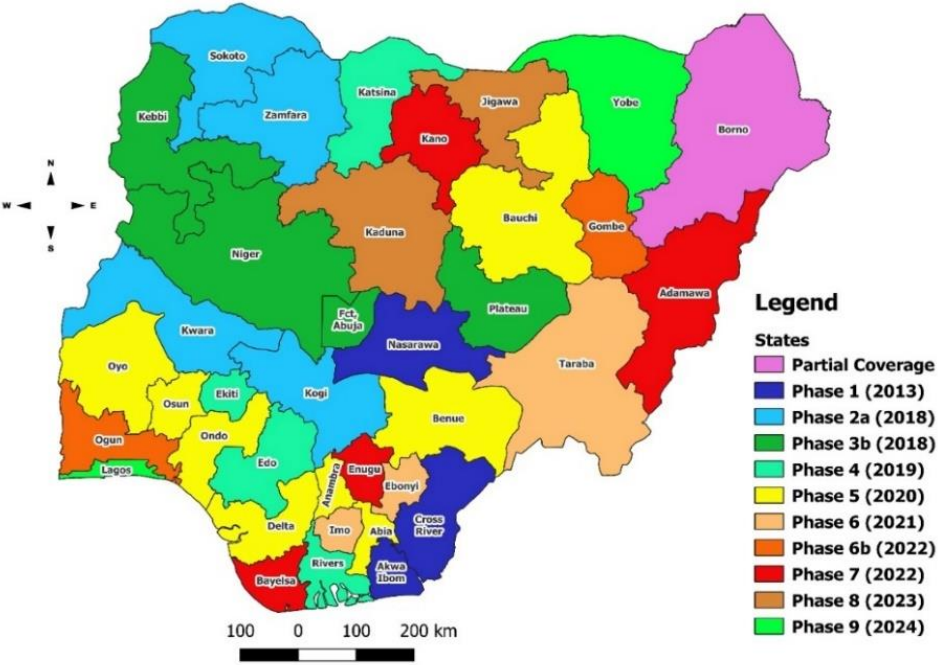 Sokoto
Katsina
Jigawa
Yobe
Kebbi
Zamfara
Kano
Borno
N
W E
S
Bauchi
Gombe
Kaduna
Niger
Adamawa
Fct,
Abuja
Plateau
Nasarawa
Kwara
Taraba
Oyo
Ekiti
Kogi
Osun
Benue
Ondo
Ogun
Lagos
Edo
Anambra
Enugu
Ebonyi
Delta
Imo
Abia
Cross
River
Rivers
Akwa
Ibom
Bayelsa
100 0 100 200 km
Legend
States
Partial Coverage
Phase 1 (2013)
Phase 2a (2018)
Phase 3b (2018)
Phase 4 (2019)
Phase 5 (2020)
Phase 6 (2021)
Phase 6b (2022)
Phase 7 (2022)
Phase 8 (2023)
Phase 9 (2024)